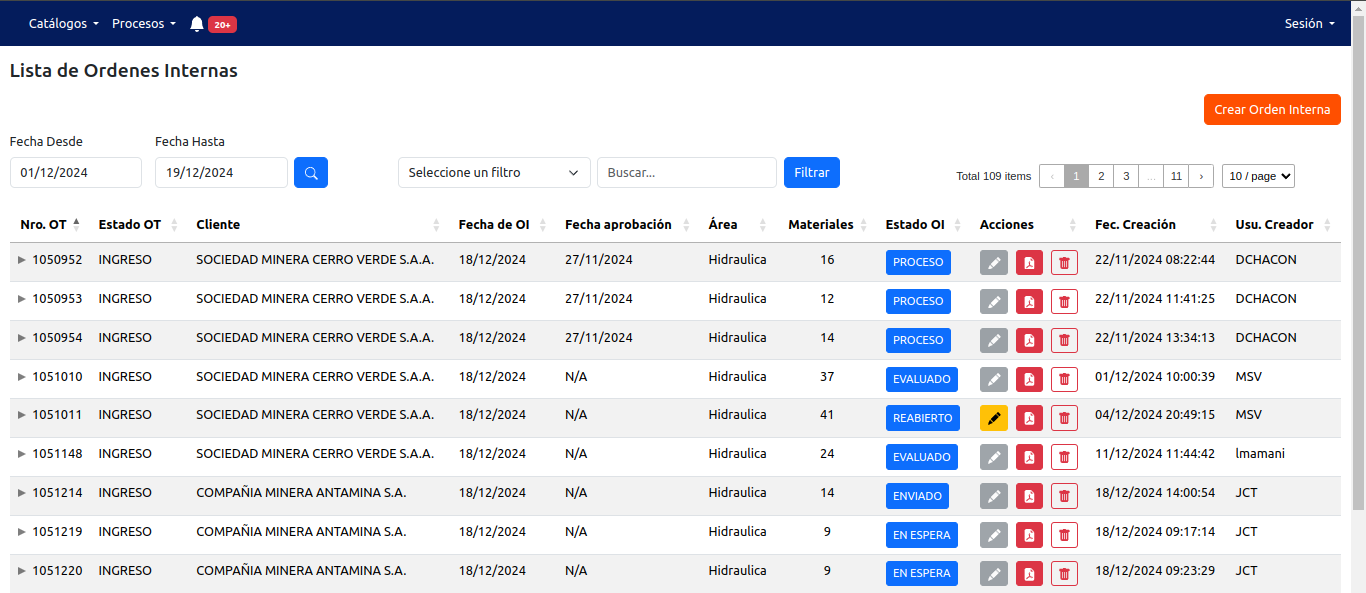 Catálogos Procesos 20+ Sesión
Lista de Ordenes Internas
Crear Orden Interna
Fecha Desde Fecha Hasta
01/12/2024 19/12/2024 Seleccione un filtro Buscar... Filtrar Total 109 items ‹ 1 2 3 ... 11 › 10 / page
Nro. OT Estado OT Cliente Fecha de OI Fecha aprobación Área Materiales Estado OI Acciones Fec. Creación Usu. Creador
1050952 INGRESO SOCIEDAD MINERA CERRO VERDE S.A.A. 18/12/2024 27/11/2024 Hidraulica 16 PROCESO 22/11/2024 08:22:44 DCHACON
1050953 INGRESO SOCIEDAD MINERA CERRO VERDE S.A.A. 18/12/2024 27/11/2024 Hidraulica 12 PROCESO 22/11/2024 11:41:25 DCHACON
1050954 INGRESO SOCIEDAD MINERA CERRO VERDE S.A.A. 18/12/2024 27/11/2024 Hidraulica 14 PROCESO 22/11/2024 13:34:13 DCHACON
1051010 INGRESO SOCIEDAD MINERA CERRO VERDE S.A.A. 18/12/2024 N/A Hidraulica 37 EVALUADO 01/12/2024 10:00:39 MSV
1051011 INGRESO SOCIEDAD MINERA CERRO VERDE S.A.A. 18/12/2024 N/A Hidraulica 41 REABIERTO 04/12/2024 20:49:15 MSV
1051148 INGRESO SOCIEDAD MINERA CERRO VERDE S.A.A. 18/12/2024 N/A Hidraulica 24 EVALUADO 11/12/2024 11:44:42 lmamani
1051214 INGRESO COMPAÑIA MINERA ANTAMINA S.A. 18/12/2024 N/A Hidraulica 14 ENVIADO 18/12/2024 14:00:54 JCT
1051219 INGRESO COMPAÑIA MINERA ANTAMINA S.A. 18/12/2024 N/A Hidraulica 9 EN ESPERA 18/12/2024 09:17:14 JCT
1051220 INGRESO COMPAÑIA MINERA ANTAMINA S.A. 18/12/2024 N/A Hidraulica 9 EN ESPERA 18/12/2024 09:23:29 JCT